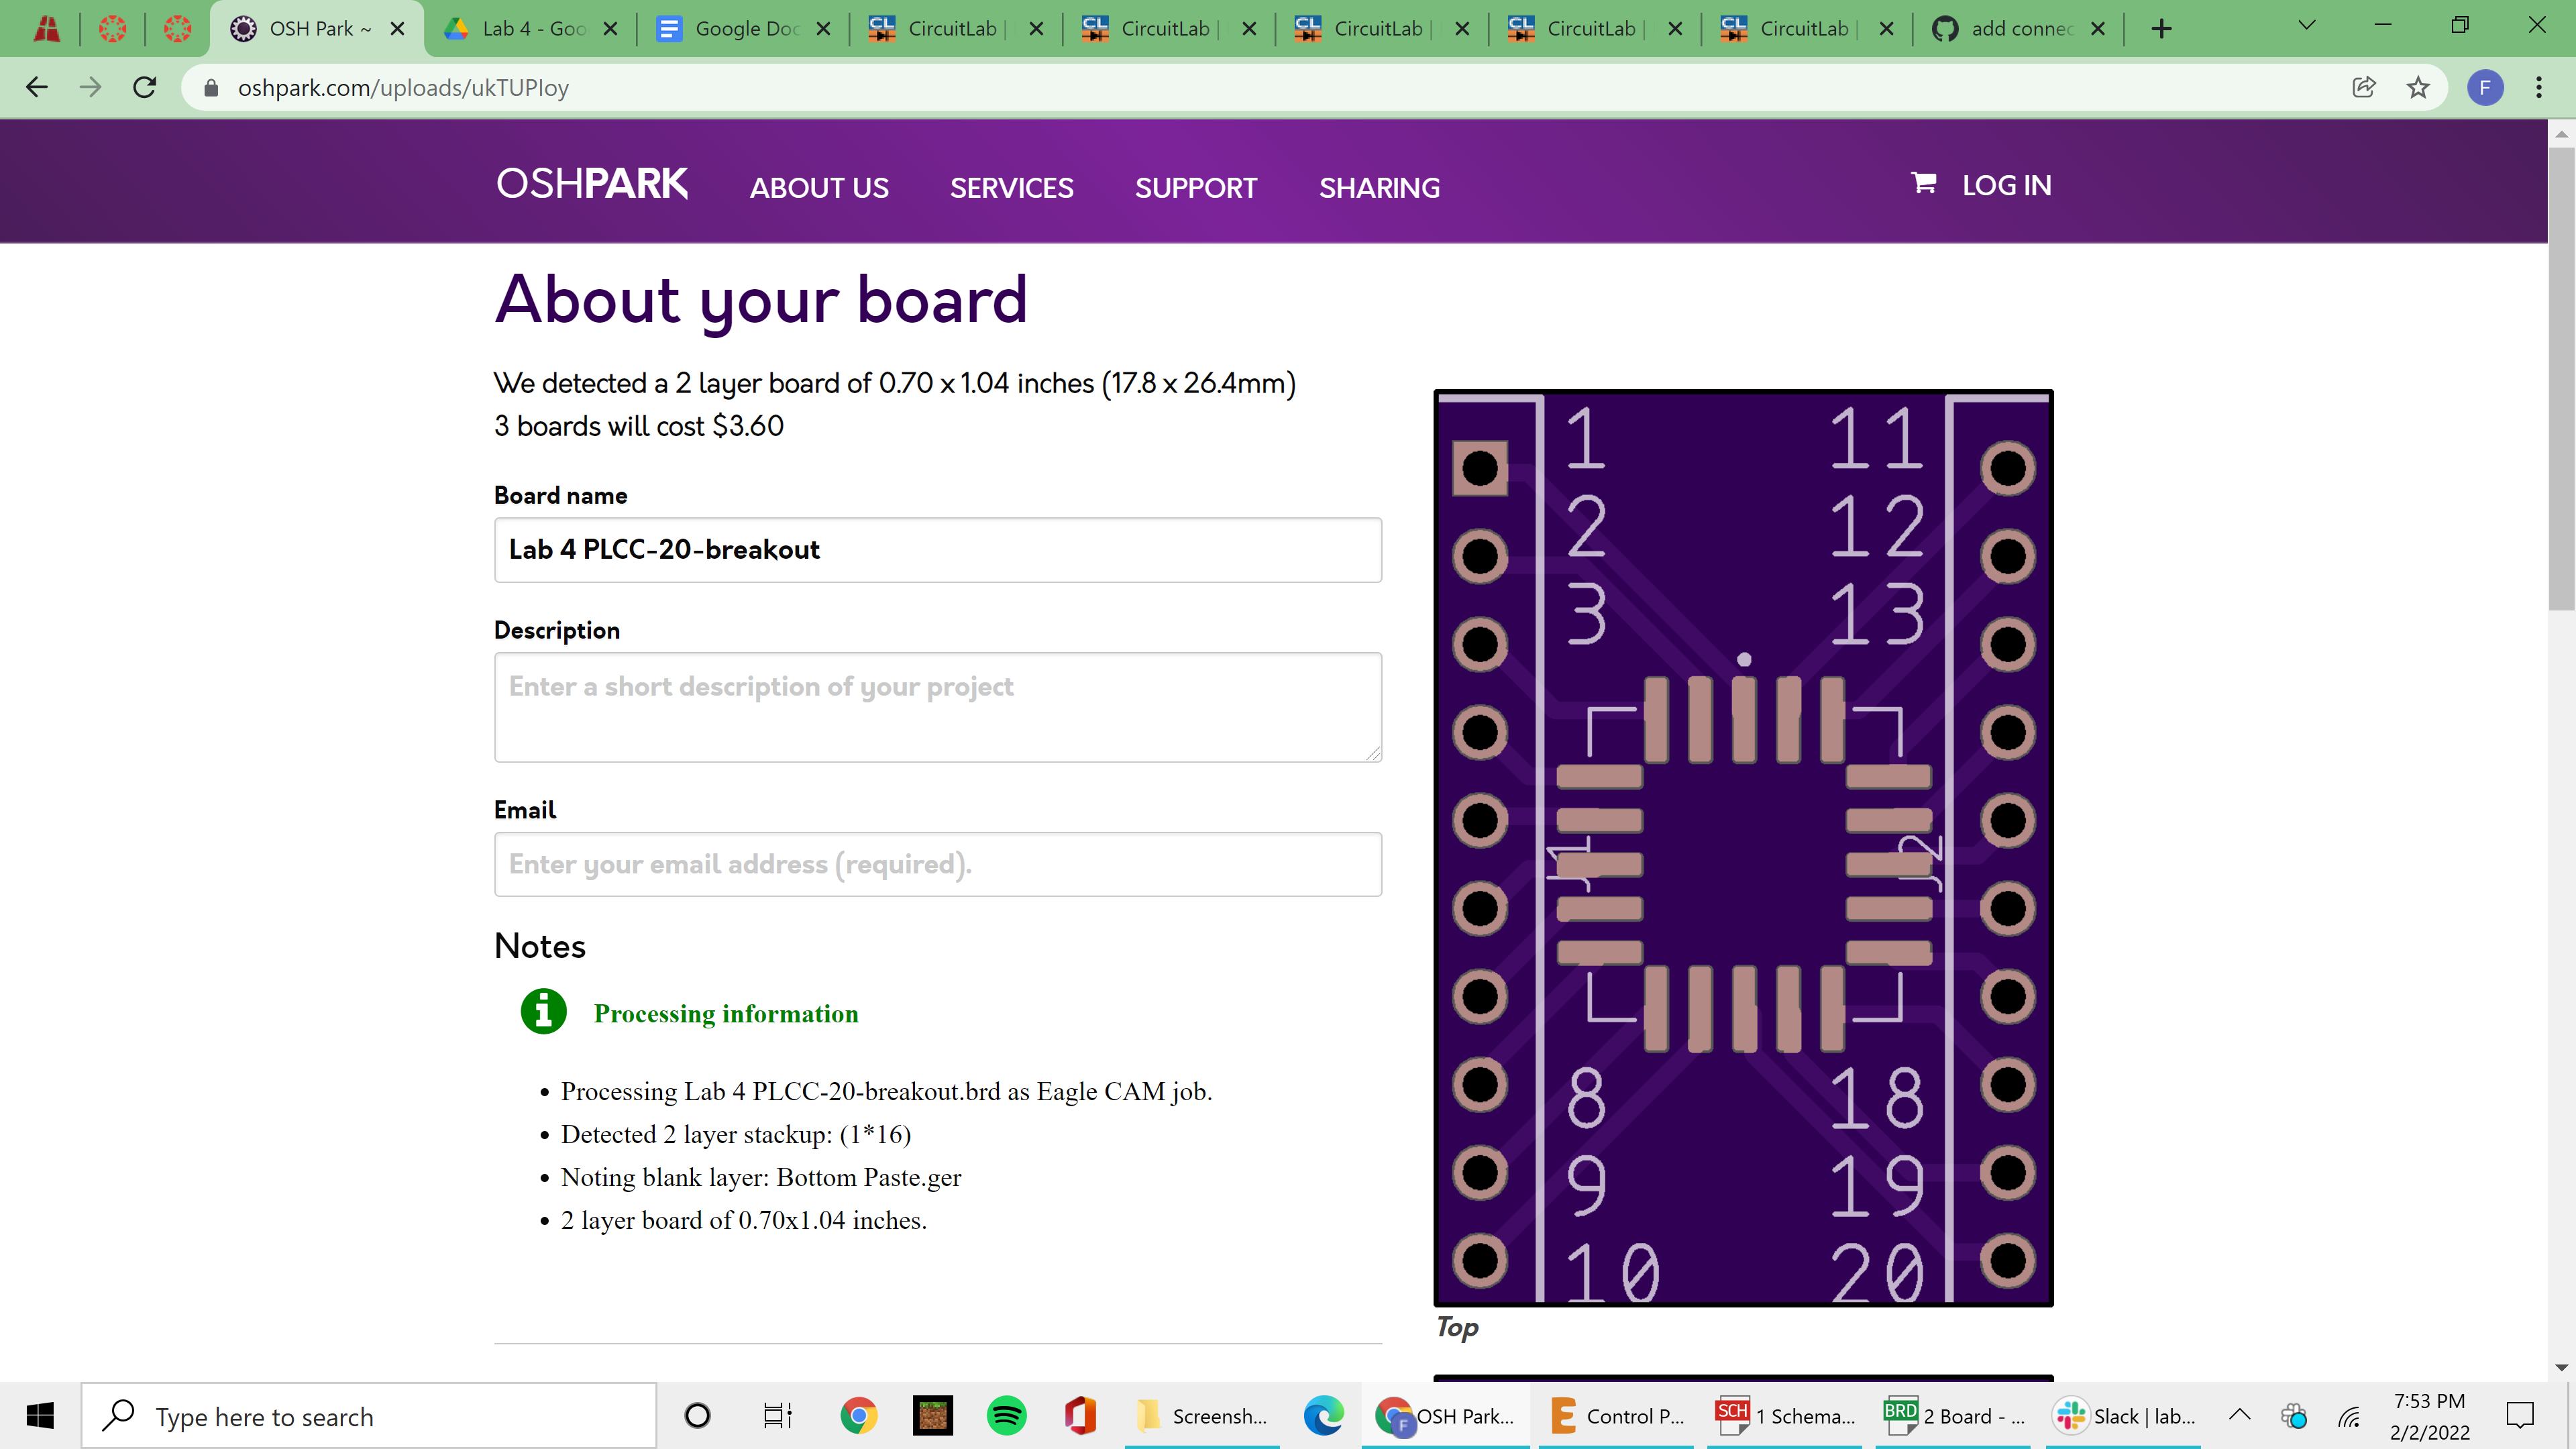 OSH Park ~
Lab 4 - Goo
Google Doc
CircuitLab |
CircuitLab |
CircuitLab |
CircuitLab |
CircuitLab |
add connec
oshpark.com/uploads/ukTUPIoy
F
OSHPARK
ABOUT US
SERVICES
SUPPORT
SHARING
LOG IN
About your board
We detected a 2 layer board of 0.70 x 1.04 inches (17.8 x 26.4mm)
3 boards will cost $3.60
Board name
Lab 4 PLCC-20-breakout
Description
Enter a short description of your project
Email
Enter your email address (required).
Notes
Processing information
• Processing Lab 4 PLCC-20-breakout.brd as Eagle CAM job.
• Detected 2 layer stackup: (1*16)
• Noting blank layer: Bottom Paste.ger
• 2 layer board of 0.70x1.04 inches.
1 11
2 12
3 13
J1 J2
8 18
9 19
10 20
Top
Type here to search
Screensh...
OSH Park...
Control P...
SCH 1 Schema...
BRD 2 Board - ...
Slack | lab...
7:53 PM
2/2/2022